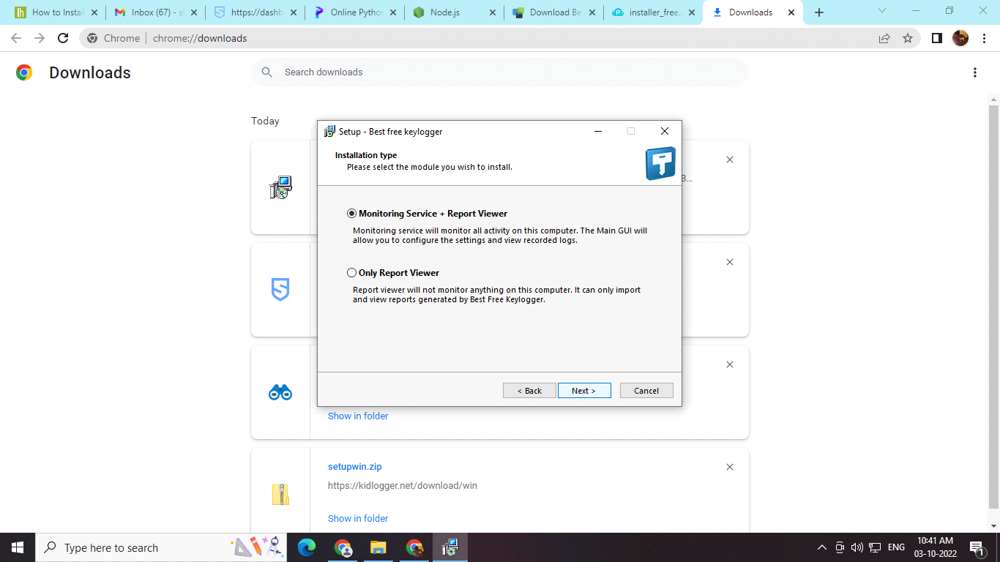 How to Install
Inbox (67) - s
https://dashb
Online Pytho
Node.js
Download Be
installer_free.
Downloads
Chrome
chrome://downloads
Downloads
Search downloads
Today
Setup - Best free keylogger
Installation type
Please select the module you wish to install.
B...
Monitoring Service + Report Viewer
Monitoring service will monitor all activity on this computer. The Main GUI will
allow you to configure the settings and view recorded logs.
Only Report Viewer
Report viewer will not monitor anything on this computer. It can only import
and view reports generated by Best Free Keylogger.
< Back
Next >
Cancel
Show in folder
setupwin.zip
https://kidlogger.net/download/win
Show in folder
Type here to search
ENG
10:41 AM
03-10-2022
1